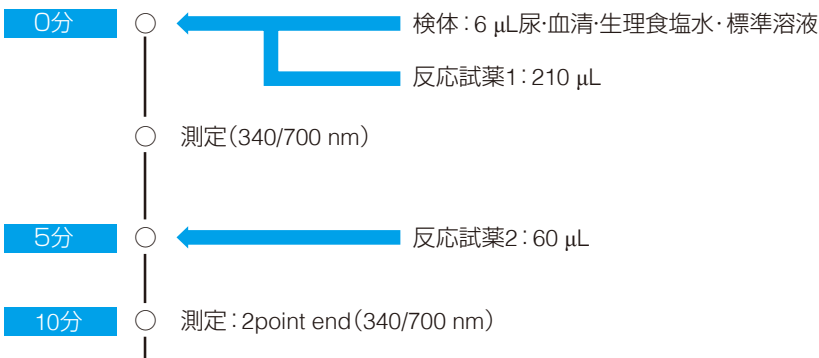 0分 検体：6 μL尿・血清・生理食塩水・標準溶液
反応試薬1：210 μL
測定（340/700 nm）
5分 反応試薬2：60 μL
10分 測定：2point end（340/700 nm）